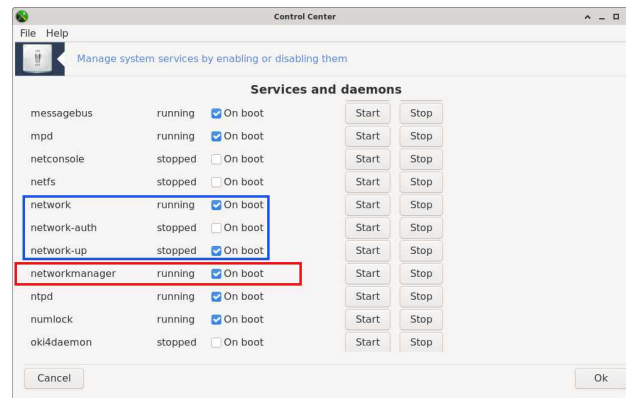 Control Center
File Help
Manage system services by enabling or disabling them
Services and daemons
messagebus running On boot Start Stop
mpd running On boot Start Stop
netconsole stopped On boot Start Stop
netfs stopped On boot Start Stop
network running On boot Start Stop
network-auth stopped On boot Start Stop
network-up stopped On boot Start Stop
networkmanager running On boot Start Stop
ntpd running On boot Start Stop
numlock running On boot Start Stop
oki4daemon stopped On boot Start Stop
Cancel Ok